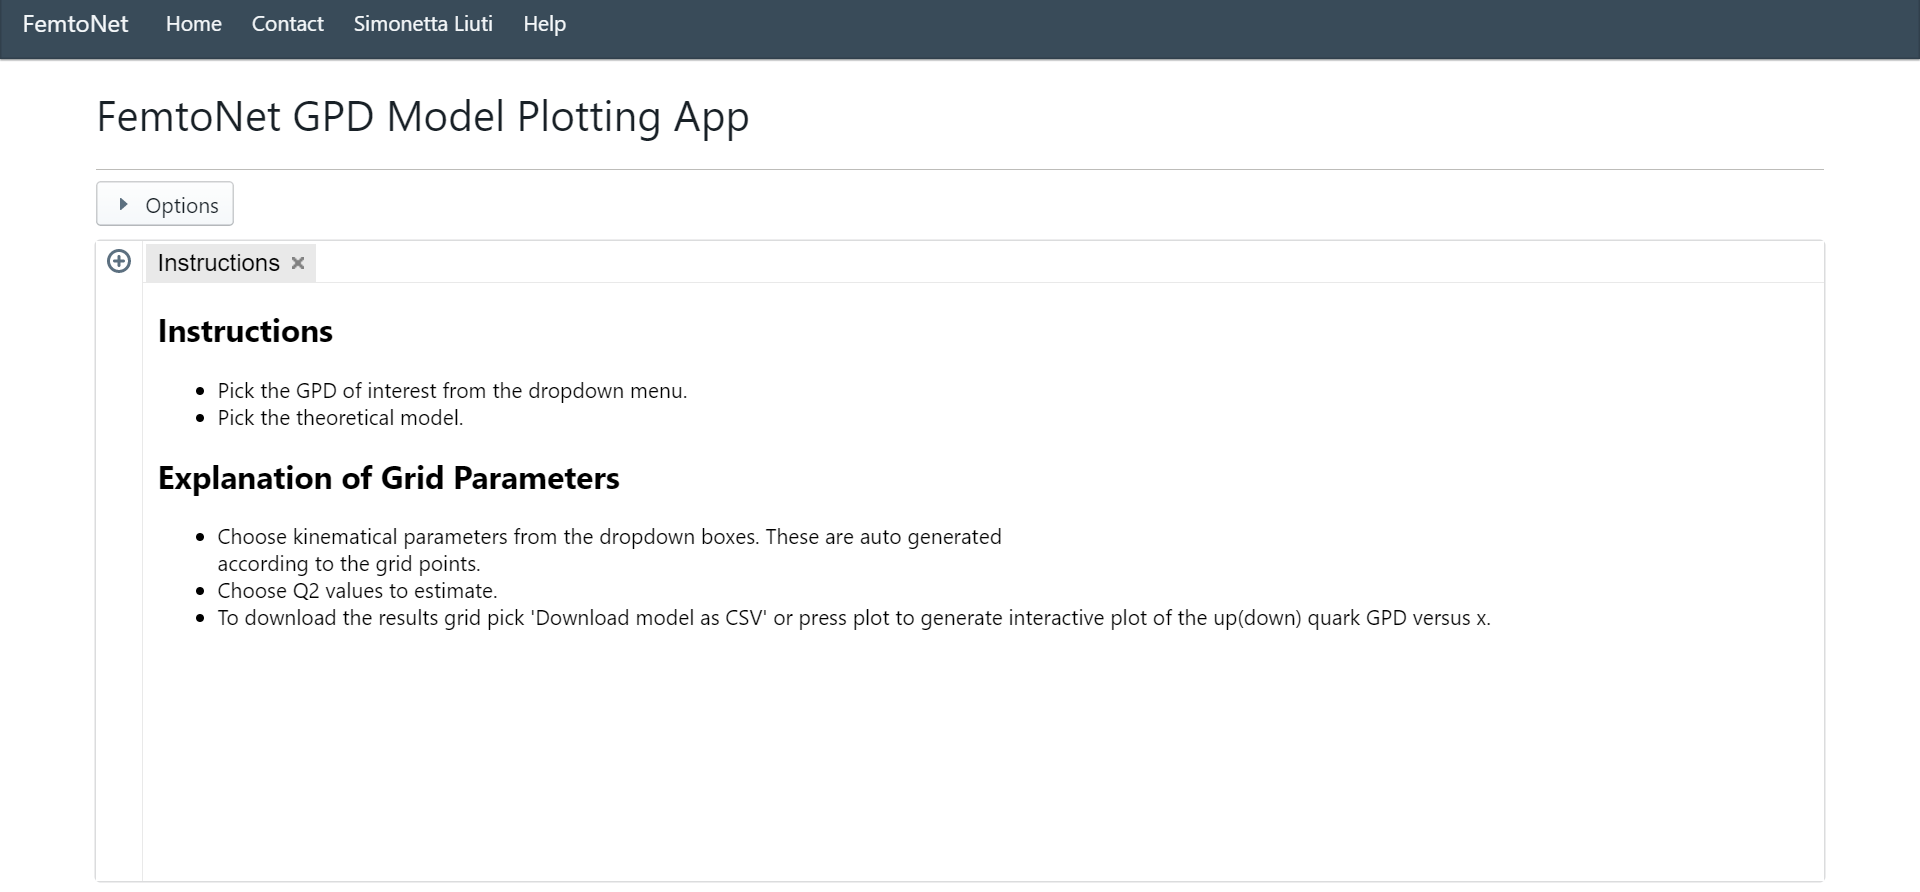 FemtoNet Home Contact Simonetta Liuti Help
FemtoNet GPD Model Plotting App
Options
Instructions
Instructions
Pick the GPD of interest from the dropdown menu.
Pick the theoretical model.
Explanation of Grid Parameters
Choose kinematical parameters from the dropdown boxes. These are auto generated
according to the grid points.
Choose Q2 values to estimate.
To download the results grid pick 'Download model as CSV' or press plot to generate interactive plot of the up(down) quark GPD versus x.